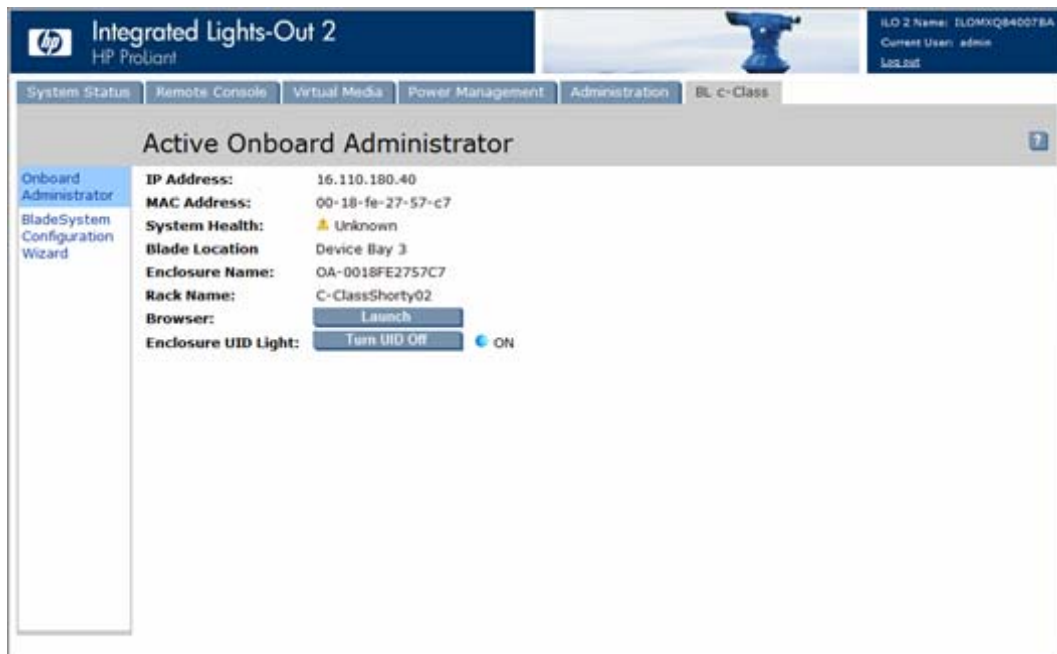 hp
Integrated Lights-Out 2
HP ProLiant
iLO 2 Name: ILOMXQ84007BA
Current User: admin
Log out
System Status
Remote Console
Virtual Media
Power Management
Administration
BL c-Class
Active Onboard Administrator
?
Onboard
Administrator
BladeSystem
Configuration
Wizard
IP Address: 16.110.180.40
MAC Address: 00-18-fe-27-57-c7
System Health: Unknown
Blade Location Device Bay 3
Enclosure Name: OA-0018FE2757C7
Rack Name: C-ClassShorty02
Browser: Launch
Enclosure UID Light: Turn UID Off ON